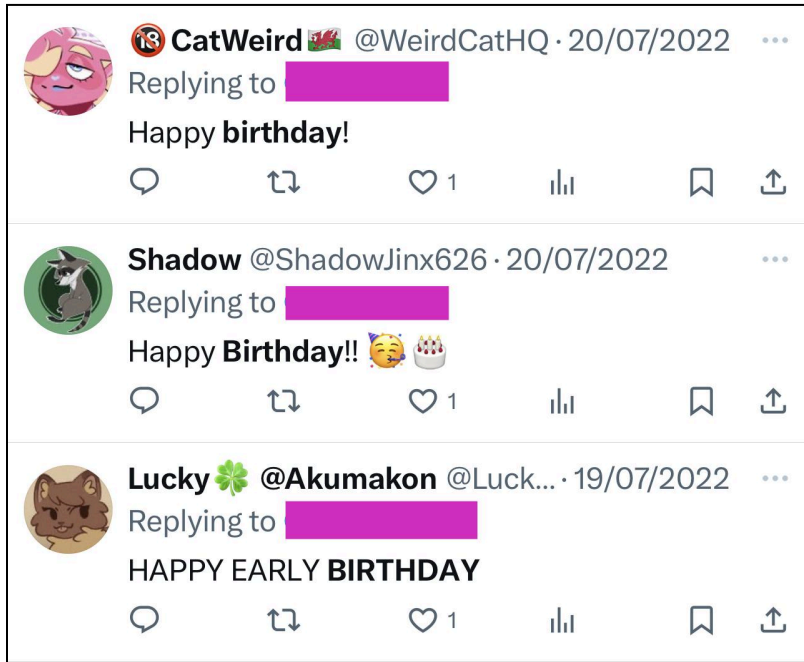 🔞 CatWeird🏴󠁧󠁢󠁷󠁬󠁳󠁿 @WeirdCatHQ · 20/07/2022
Replying to
Happy birthday!
1
Shadow @ShadowJinx626 · 20/07/2022
Replying to
Happy Birthday!! 🥳🎂
1
Lucky🍀 @Akumakon @Luck... · 19/07/2022
Replying to
HAPPY EARLY BIRTHDAY
1